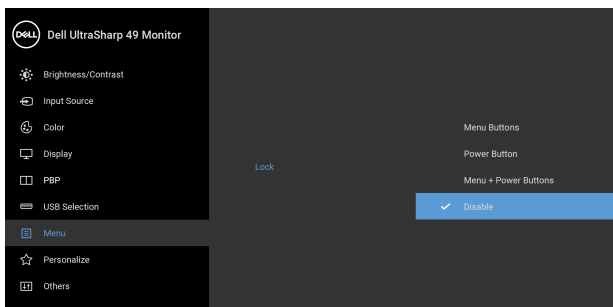 DELL
Dell UltraSharp 49 Monitor
Brightness/Contrast
Input Source
Color
Display
PBP
USB Selection
Menu
Personalize
Others
Lock
Menu Buttons
Power Button
Menu + Power Buttons
Disable